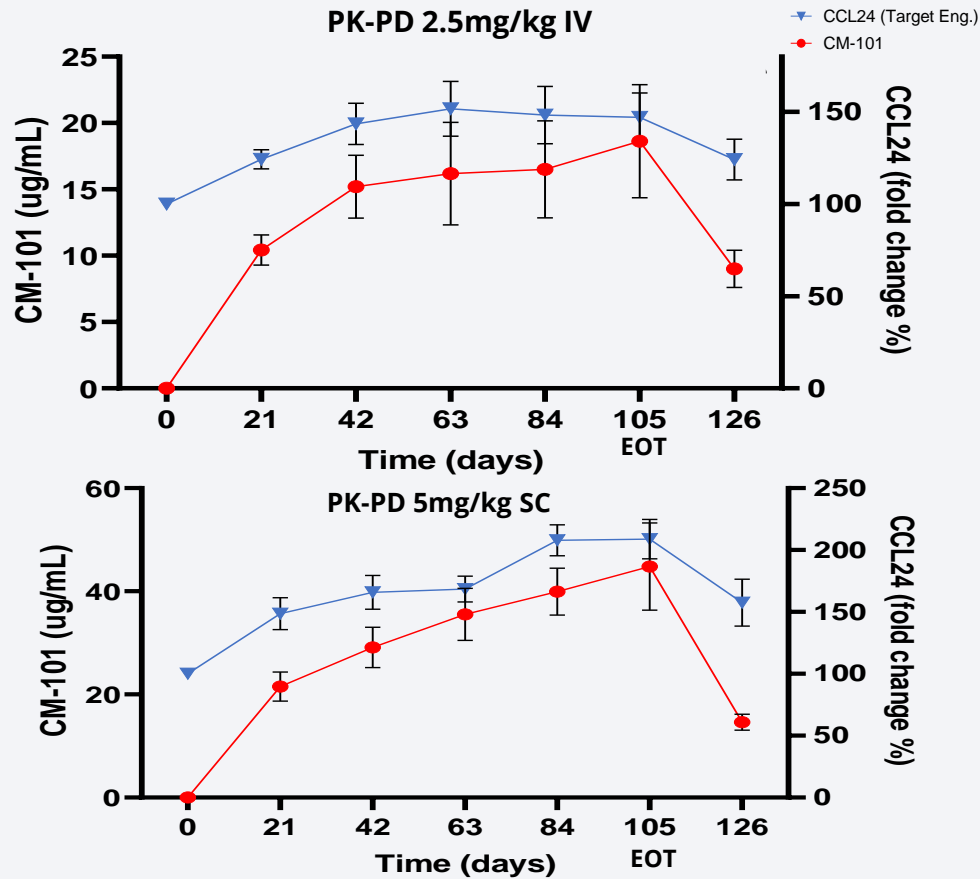 PK-PD 2.5mg/kg IV
CCL24 (Target Eng.)
CM-101
CM-101 (ug/mL)
25
20
15
10
5
0
150
100
50
0
CCL24 (fold change %)
0 21 42 63 84 105 126
EOT
Time (days)
PK-PD 5mg/kg SC
CM-101 (ug/mL)
60
40
20
0
250
200
150
100
50
0
CCL24 (fold change %)
0 21 42 63 84 105 126
EOT
Time (days)